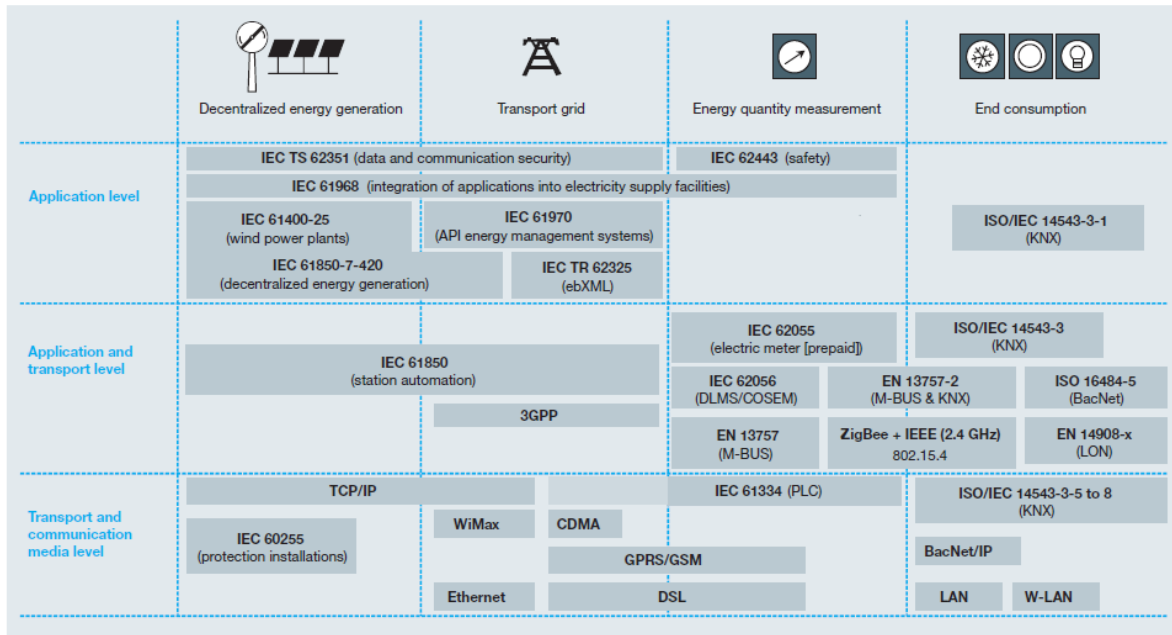 Decentralized energy generation
Transport grid
Energy quantity measurement
End consumption
Application level
IEC TS 62351 (data and communication security)
IEC 62443 (safety)
IEC 61968 (integration of applications into electricity supply facilities)
IEC 61400-25
(wind power plants)
IEC 61970
(API energy management systems)
ISO/IEC 14543-3-1
(KNX)
IEC 61850-7-420
(decentralized energy generation)
IEC TR 62325
(ebXML)
Application and
transport level
IEC 61850
(station automation)
3GPP
IEC 62055
(electric meter [prepaid])
ISO/IEC 14543-3
(KNX)
IEC 62056
(DLMS/COSEM)
EN 13757-2
(M-BUS & KNX)
ISO 16484-5
(BacNet)
EN 13757
(M-BUS)
ZigBee + IEEE (2.4 GHz)
802.15.4
EN 14908-x
(LON)
Transport and
communication
media level
TCP/IP
IEC 61334 (PLC)
ISO/IEC 14543-3-5 to 8
(KNX)
IEC 60255
(protection installations)
WiMax
CDMA
GPRS/GSM
BacNet/IP
Ethernet
DSL
LAN
W-LAN